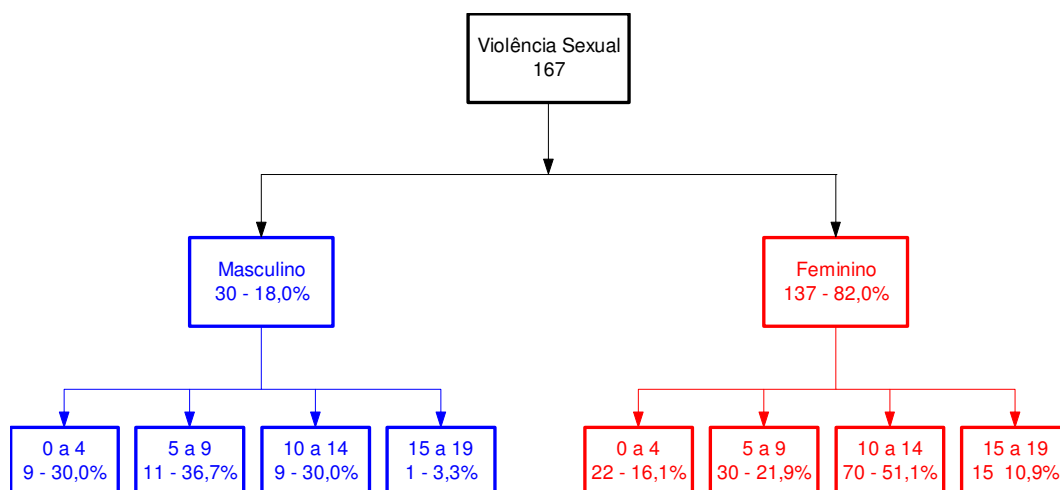 Violência Sexual
167
Masculino
30 - 18,0%
Feminino
137 - 82,0%
0 a 4
9 - 30,0%
5 a 9
11 - 36,7%
10 a 14
9 - 30,0%
15 a 19
1 - 3,3%
0 a 4
22 - 16,1%
5 a 9
30 - 21,9%
10 a 14
70 - 51,1%
15 a 19
15 10,9%